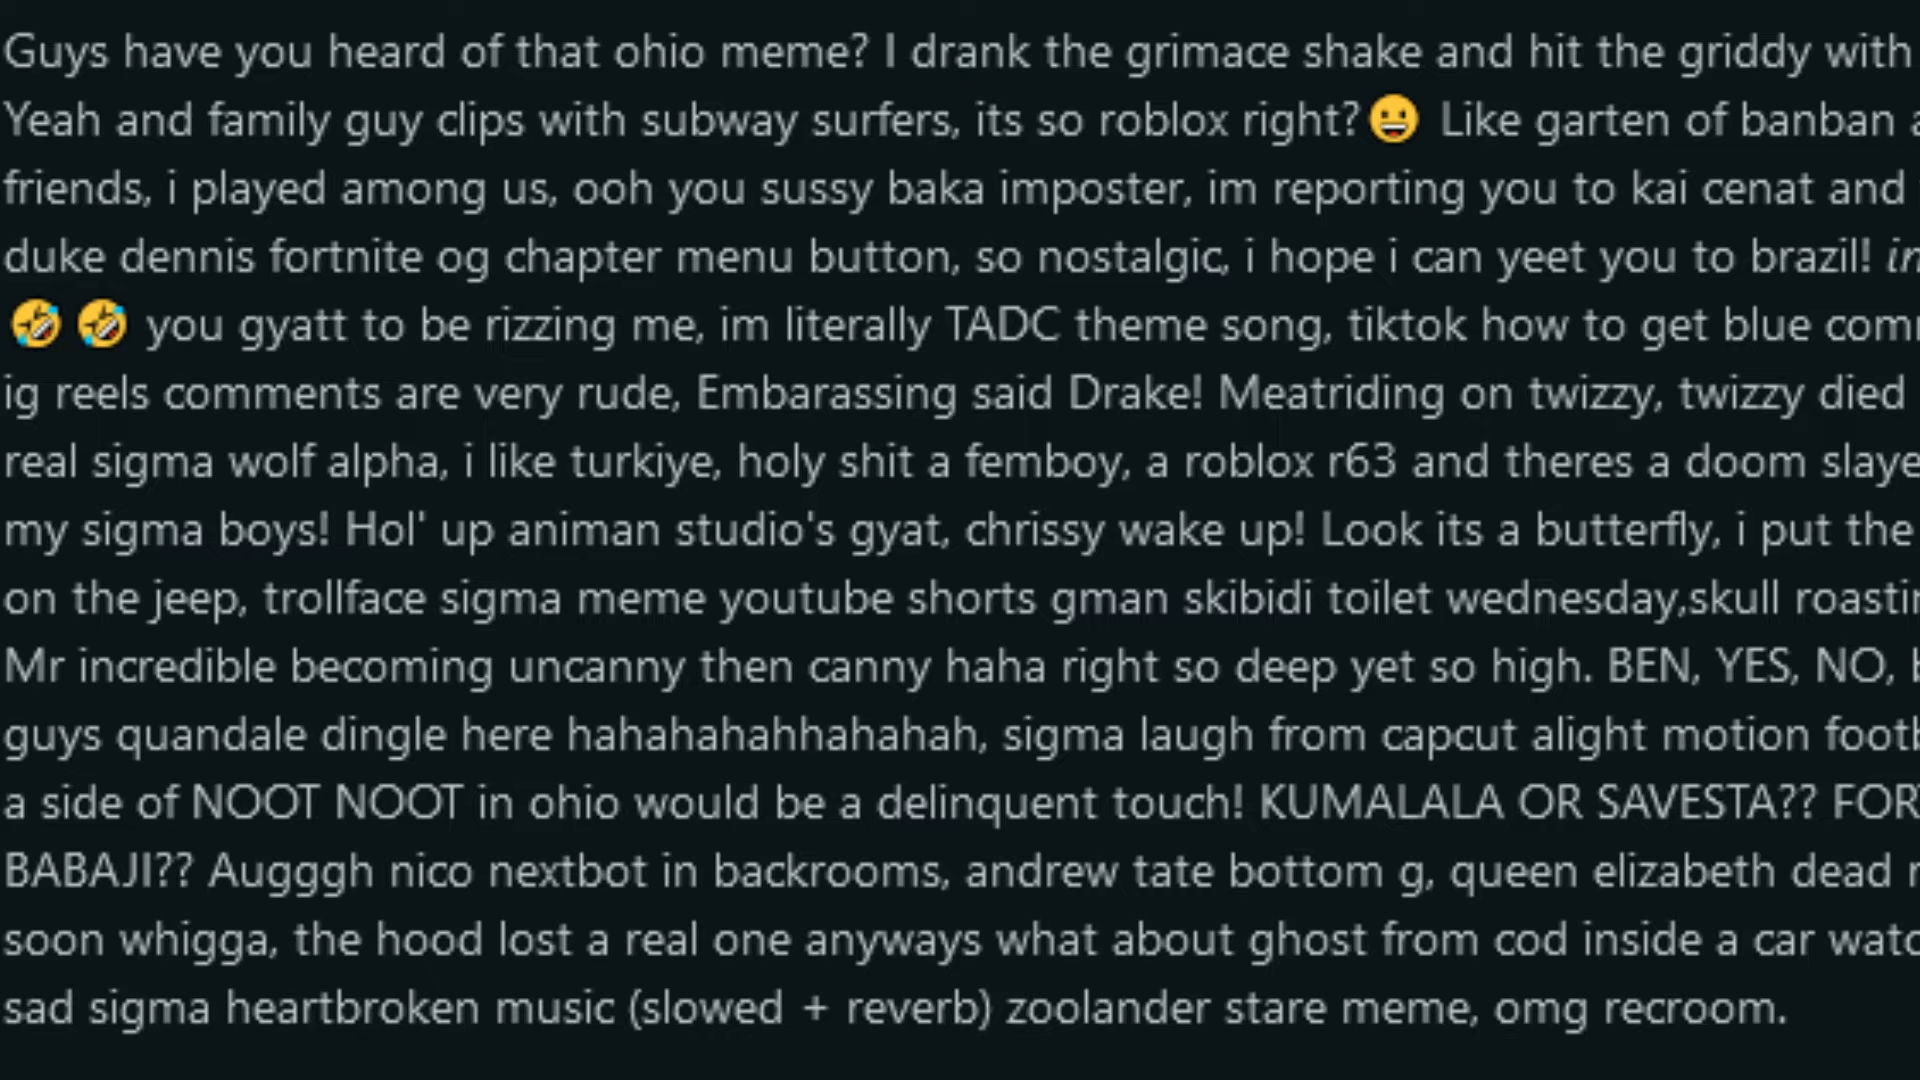 Guys have you heard of that ohio meme? I drank the grimace shake and hit the griddy with
Yeah and family guy clips with subway surfers, its so roblox right?😀 Like garten of banban
friends, i played among us, ooh you sussy baka imposter, im reporting you to kai cenat and
duke dennis fortnite og chapter menu button, so nostalgic, i hope i can yeet you to brazil!
🤣🤣 you gyatt to be rizzing me, im literally TADC theme song, tiktok how to get blue
ig reels comments are very rude, Embarassing said Drake! Meatriding on twizzy, twizzy died
real sigma wolf alpha, i like turkiye, holy shit a femboy, a roblox r63 and theres a doom
my sigma boys! Hol' up animan studio's gyat, chrissy wake up! Look its a butterfly, i put the
on the jeep, trollface sigma meme youtube shorts gman skibidi toilet wednesday,skull
Mr incredible becoming uncanny then canny haha right so deep yet so high. BEN, YES, NO,
guys quandale dingle here hahahahahhahahah, sigma laugh from capcut alight motion
a side of NOOT NOOT in ohio would be a delinquent touch! KUMALALA OR SAVESTA??
BABAJI?? Augggh nico nextbot in backrooms, andrew tate bottom g, queen elizabeth dead
soon whigga, the hood lost a real one anyways what about ghost from cod inside a car
sad sigma heartbroken music (slowed + reverb) zoolander stare meme, omg recroom.